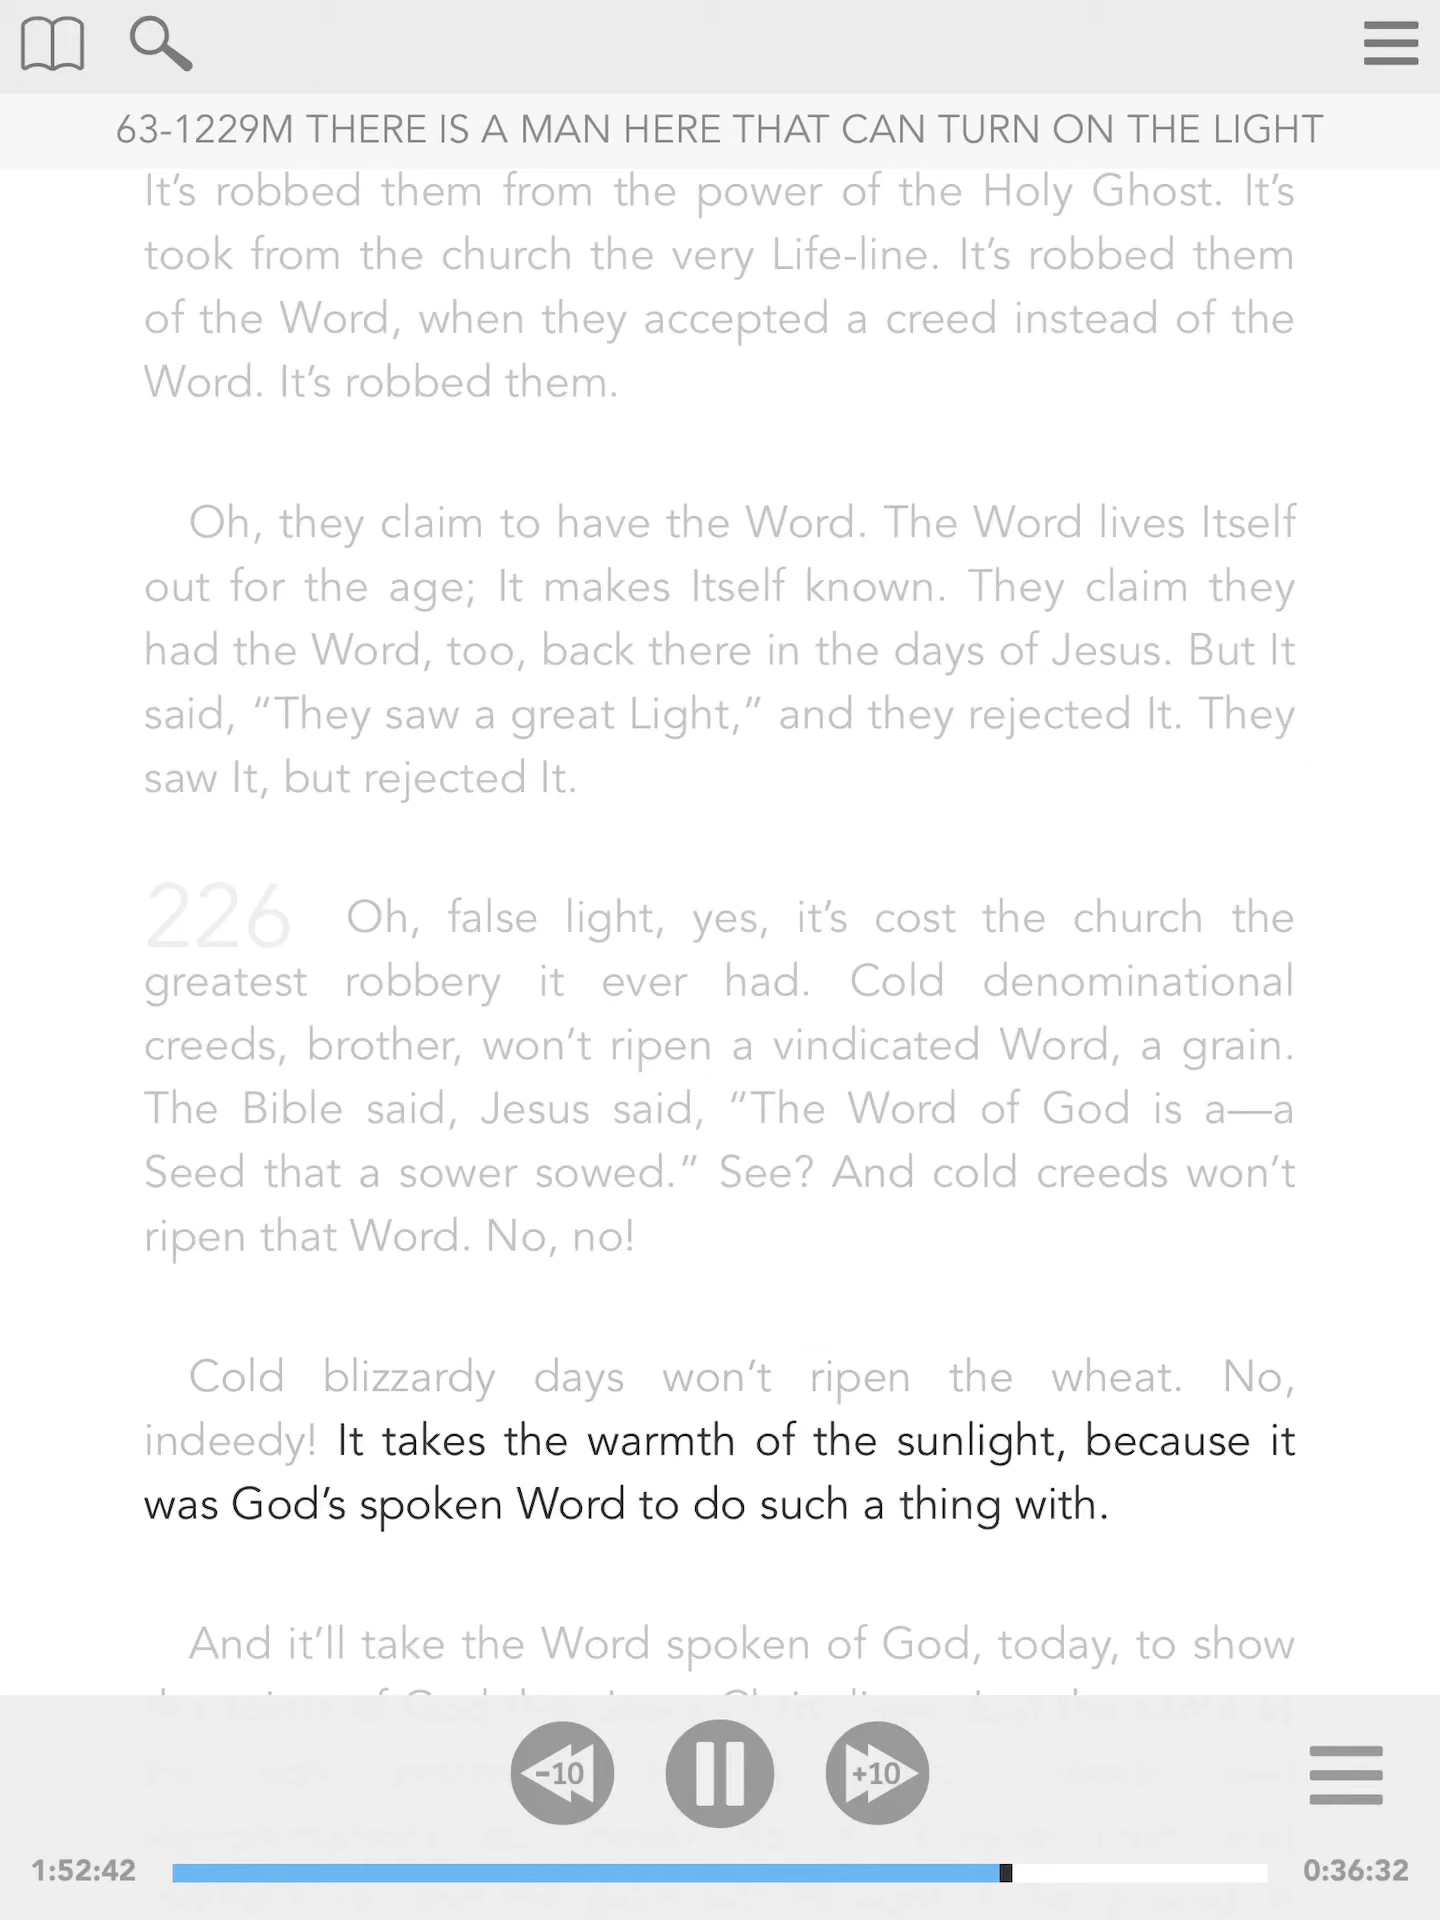 63-1229M THERE IS A MAN HERE THAT CAN TURN ON THE LIGHT
It’s robbed them from the power of the Holy Ghost. It’s
took from the church the very Life-line. It’s robbed them
of the Word, when they accepted a creed instead of the
Word. It’s robbed them.
Oh, they claim to have the Word. The Word lives Itself
out for the age; It makes Itself known. They claim they
had the Word, too, back there in the days of Jesus. But It
said, “They saw a great Light,” and they rejected It. They
saw It, but rejected It.
226 Oh, false light, yes, it’s cost the church the
greatest robbery it ever had. Cold denominational
creeds, brother, won’t ripen a vindicated Word, a grain.
The Bible said, Jesus said, “The Word of God is a—a
Seed that a sower sowed.” See? And cold creeds won’t
ripen that Word. No, no!
Cold blizzardy days won’t ripen the wheat. No,
indeedy! It takes the warmth of the sunlight, because it
was God’s spoken Word to do such a thing with.
And it’ll take the Word spoken of God, today, to show
-10 +10
1:52:42 0:36:32